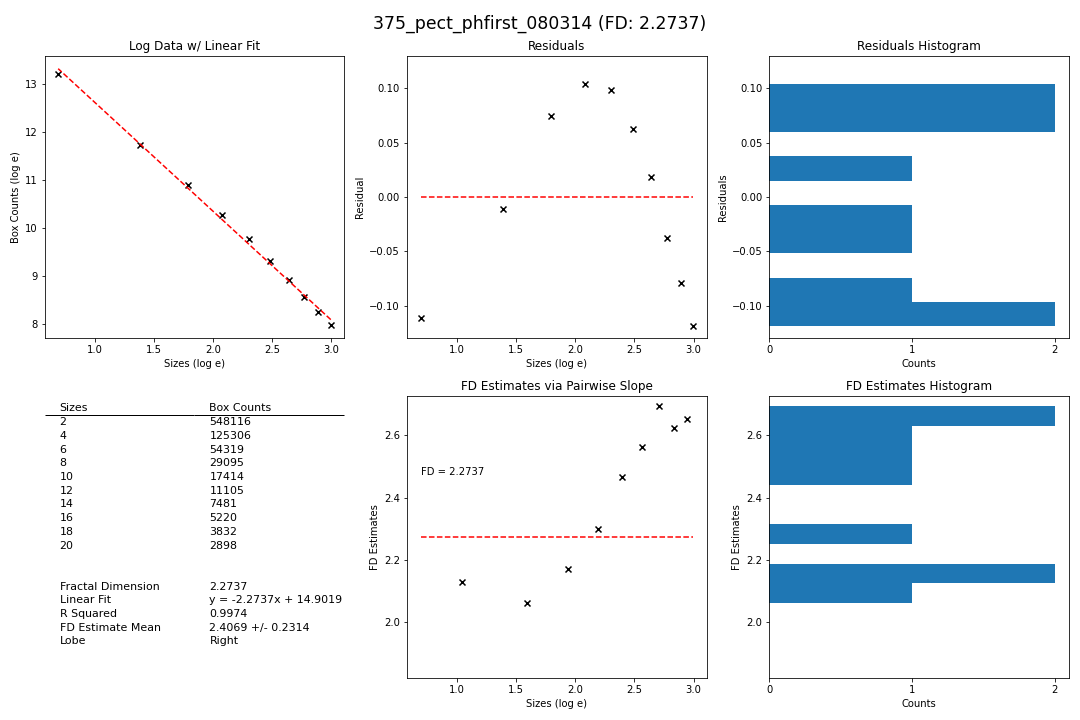 375_pect_phfirst_080314 (FD: 2.2737)
Log Data w/ Linear Fit
Box Counts (log e)
13
12
11
10
9
8
1.0 1.5 2.0 2.5 3.0
Sizes (log e)
Residuals
Residual
0.10
0.05
0.00
−0.05
−0.10
1.0 1.5 2.0 2.5 3.0
Sizes (log e)
Residuals Histogram
Residuals
0.10
0.05
0.00
−0.05
−0.10
0 1 2
Counts
Sizes Box Counts
2 548116
4 125306
6 54319
8 29095
10 17414
12 11105
14 7481
16 5220
18 3832
20 2898
Fractal Dimension 2.2737
Linear Fit y = -2.2737x + 14.9019
R Squared 0.9974
FD Estimate Mean 2.4069 +/- 0.2314
Lobe Right
FD Estimates via Pairwise Slope
FD Estimates
2.6
2.4
2.2
2.0
FD = 2.2737
1.0 1.5 2.0 2.5 3.0
Sizes (log e)
FD Estimates Histogram
FD Estimates
2.6
2.4
2.2
2.0
0 1 2
Counts